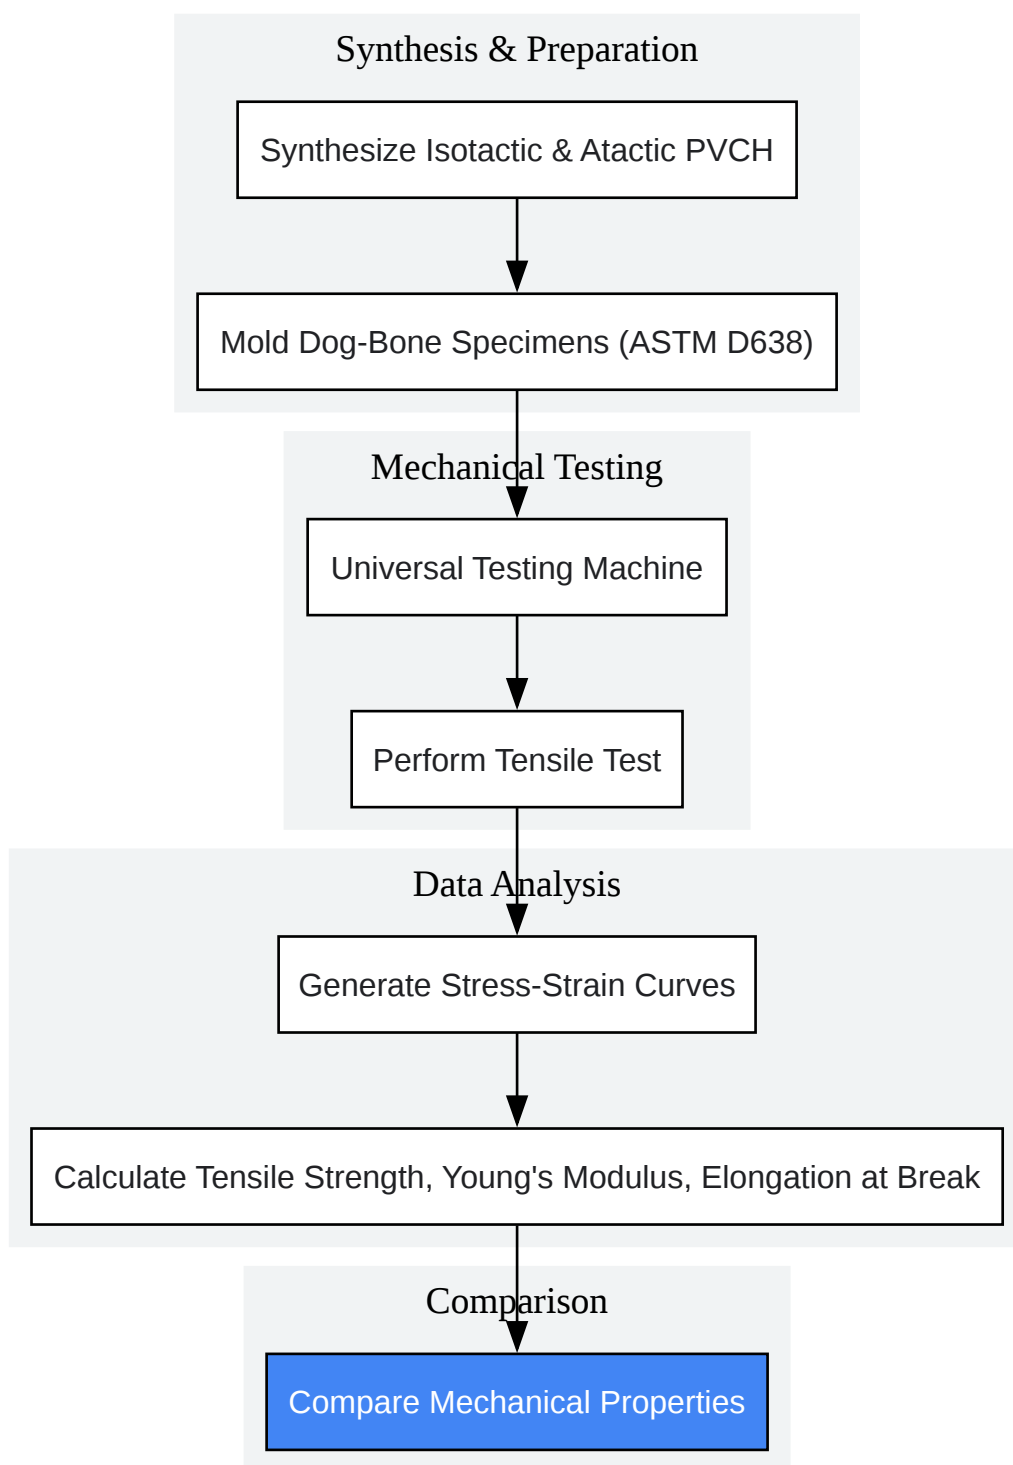 Synthesis & Preparation
Synthesize Isotactic & Atactic PVCH
Mold Dog-Bone Specimens (ASTM D638)
Mechanical Testing
Universal Testing Machine
Perform Tensile Test
Data Analysis
Generate Stress-Strain Curves
Calculate Tensile Strength, Young's Modulus, Elongation at Break
Comparison
Compare Mechanical Properties